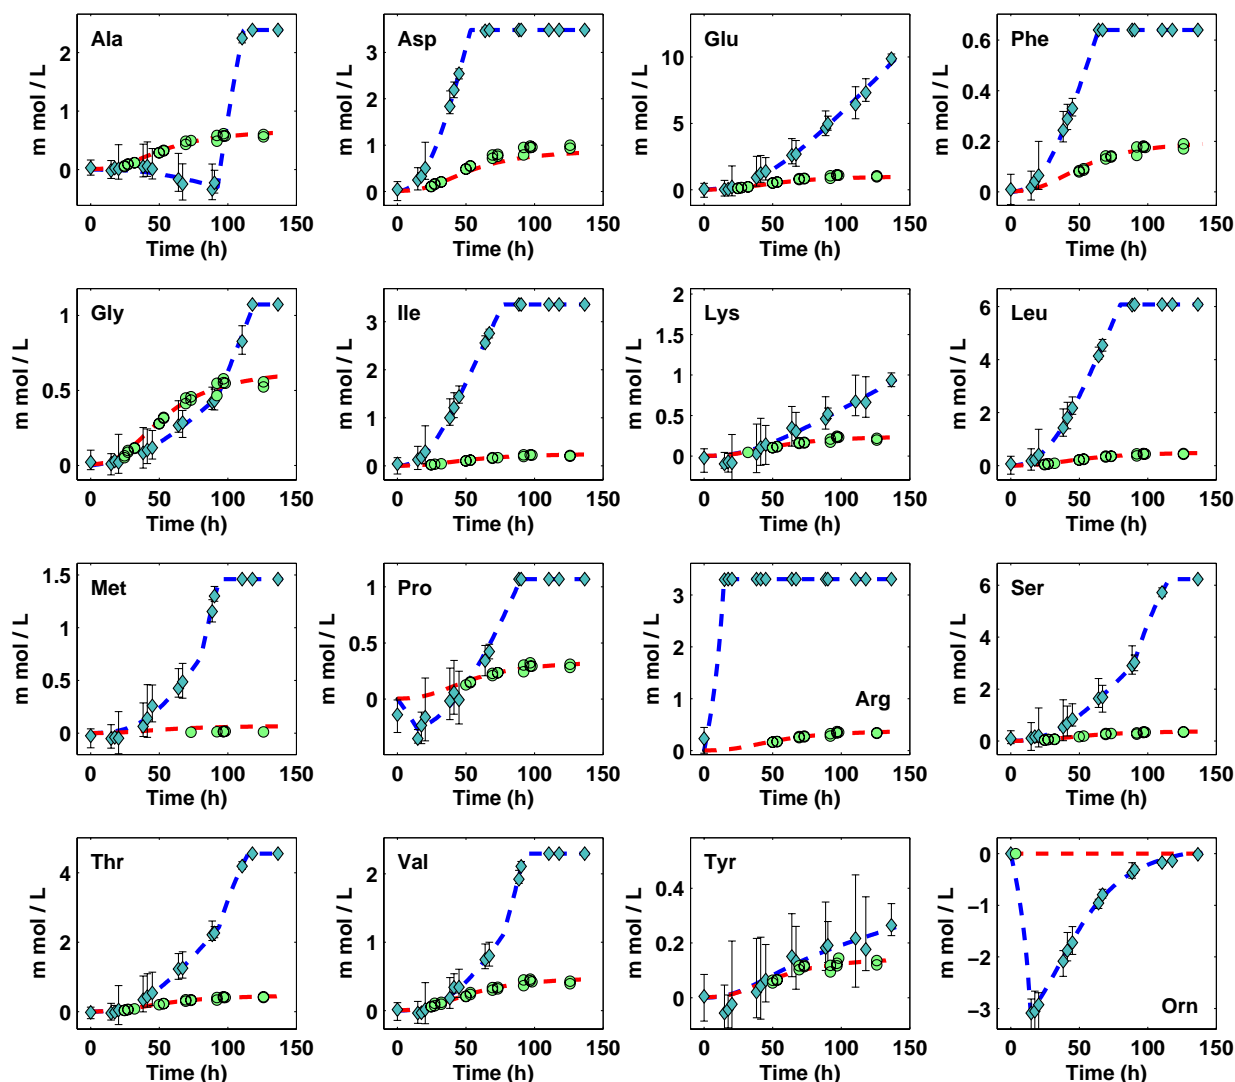 Ala
m mol / L
2
1
0
0 50 100 150
Time (h)
Asp
m mol / L
4
3
2
1
0
0 50 100 150
Time (h)
Glu
m mol / L
10
5
0
0 50 100 150
Time (h)
Phe
m mol / L
0.6
0.4
0.2
0
0 50 100 150
Time (h)
Gly
m mol / L
1
0.5
0
0 50 100 150
Time (h)
Ile
m mol / L
3
2
1
0
0 50 100 150
Time (h)
Lys
m mol / L
2
1.5
1
0.5
0
0 50 100 150
Time (h)
Leu
m mol / L
6
4
2
0
0 50 100 150
Time (h)
Met
m mol / L
1.5
1
0.5
0
0 50 100 150
Time (h)
Pro
m mol / L
1
0.5
0
0 50 100 150
Time (h)
Arg
m mol / L
3
2
1
0
0 50 100 150
Time (h)
Ser
m mol / L
6
4
2
0
0 50 100 150
Time (h)
Thr
m mol / L
4
2
0
0 50 100 150
Time (h)
Val
m mol / L
2
1
0
0 50 100 150
Time (h)
Tyr
m mol / L
0.4
0.2
0
0 50 100 150
Time (h)
Orn
m mol / L
0
−1
−2
−3
0 50 100 150
Time (h)